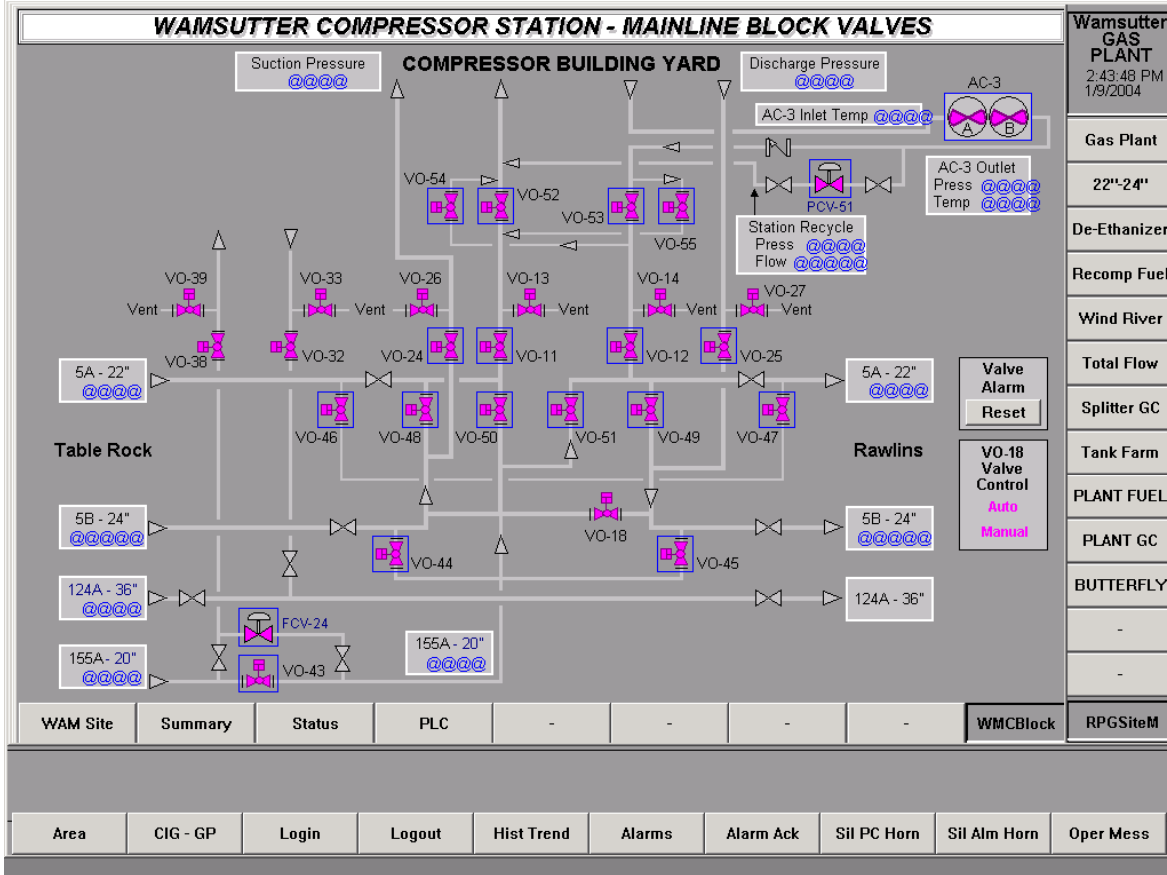 WAMSUTTER COMPRESSOR STATION - MAINLINE BLOCK VALVES
Wamsutter
GAS
PLANT
2:43:48 PM
1/9/2004
Suction Pressure
@@@@
COMPRESSOR BUILDING YARD
Discharge Pressure
@@@@
AC-3
A
B
AC-3 Inlet Temp @@@@
AC-3 Outlet
Press @@@@
Temp @@@@
PCV-51
Station Recycle
Press @@@@
Flow @@@@@
VO-54
VO-52
VO-53
VO-55
VO-39
VO-33
VO-26
VO-13
VO-14
VO-27
Vent
Vent
Vent
Vent
Vent
VO-38
VO-32
VO-24
VO-11
VO-12
VO-25
5A - 22"
@@@@
5A - 22"
@@@@
VO-46
VO-48
VO-50
VO-51
VO-49
VO-47
Table Rock
Rawlins
Valve
Alarm
Reset
VO-18
Valve
Control
Auto
Manual
5B - 24"
@@@@@
VO-18
5B - 24"
@@@@@
VO-44
VO-45
124A - 36"
@@@@
124A - 36"
FCV-24
155A - 20"
@@@@
155A - 20"
@@@@
VO-43
Gas Plant
22"-24"
De-Ethanizer
Recomp Fuel
Wind River
Total Flow
Splitter GC
Tank Farm
PLANT FUEL
PLANT GC
BUTTERFLY
-
-
WAM Site Summary Status PLC - - - - WMCBlock RPGSiteM
Area CIG - GP Login Logout Hist Trend Alarms Alarm Ack Sil PC Horn Sil Alm Horn Oper Mess